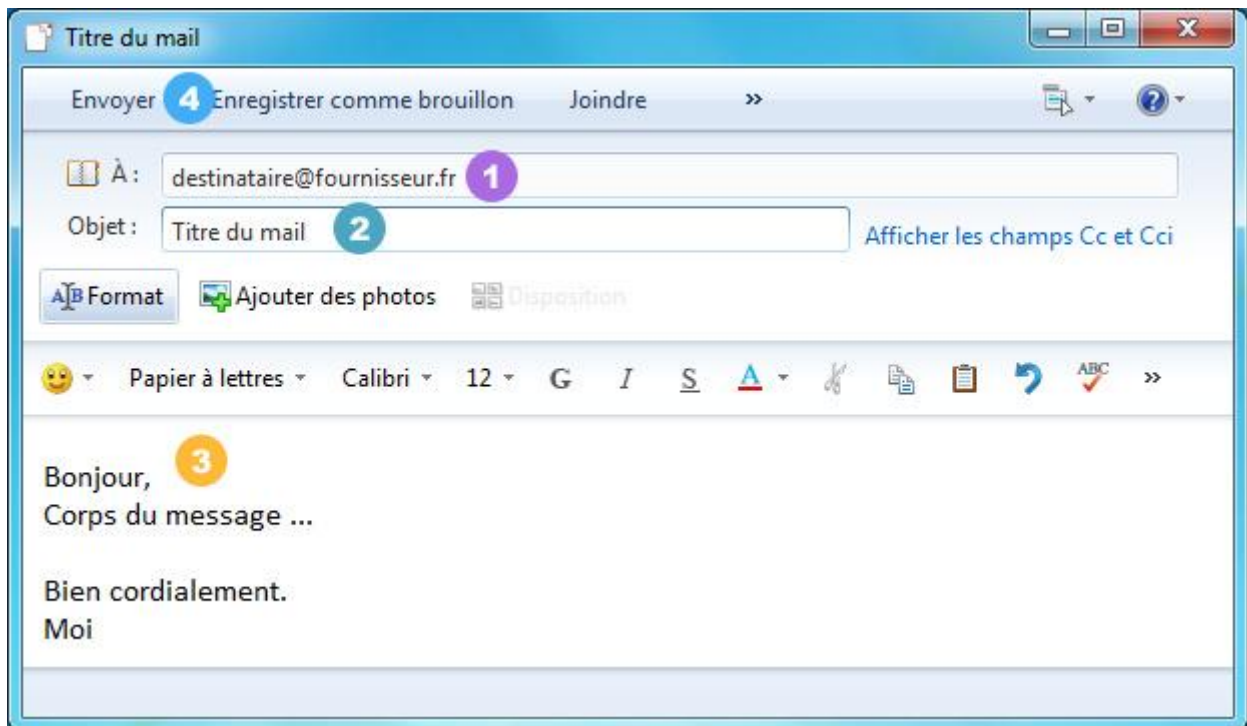 Titre du mail
Envoyer 4 Enregistrer comme brouillon Joindre »
À : destinataire@fournisseur.fr 1
Objet : Titre du mail 2 Afficher les champs Cc et Cci
Format Ajouter des photos Disposition
Papier à lettres Calibri 12 G I S A ABC »
Bonjour, 3
Corps du message ...
Bien cordialement.
Moi